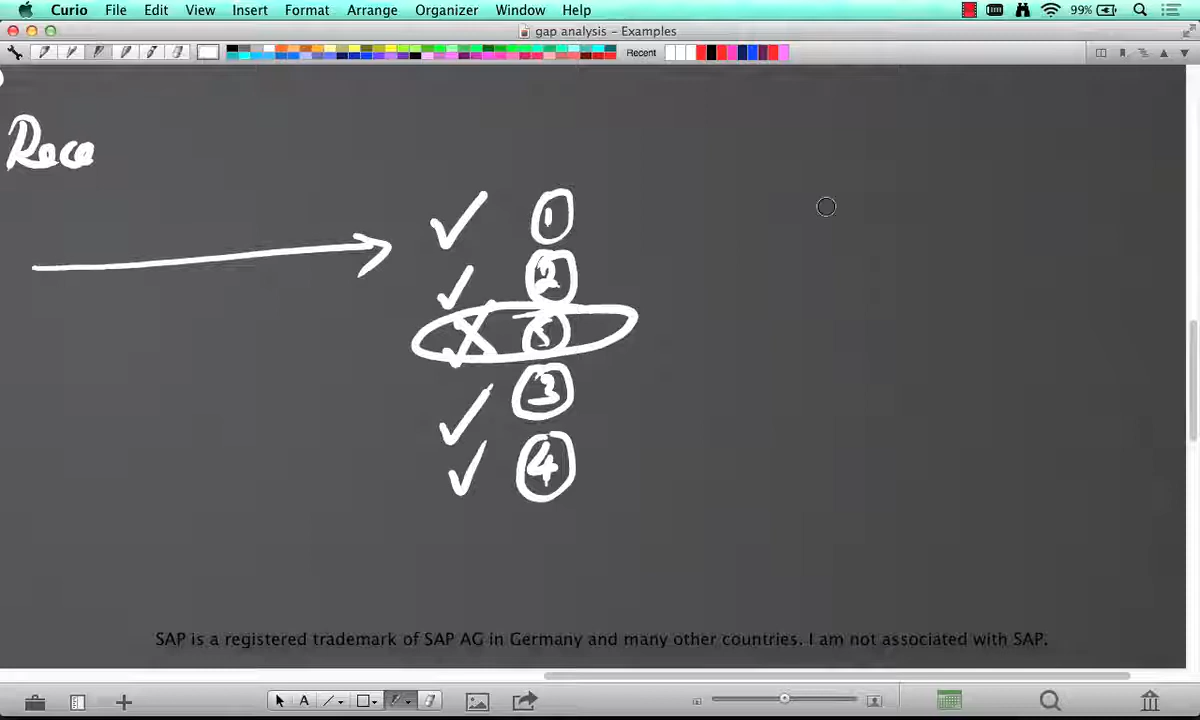 Curio File Edit View Insert Format Arrange Organizer Window Help 99%
gap analysis – Examples
Recent
Rece
1
2
5
3
4
SAP is a registered trademark of SAP AG in Germany and many other countries. I am not associated with SAP.
A